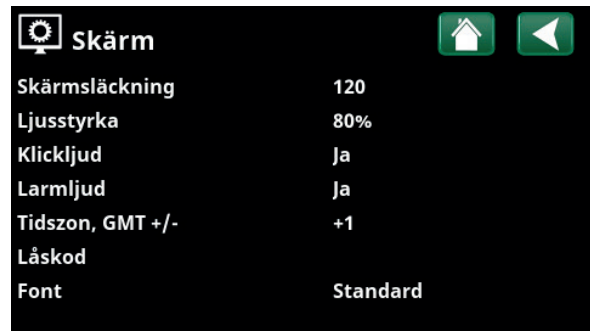 Skärm
Skärmsläckning 120
Ljusstyrka 80%
Klickljud Ja
Larmljud Ja
Tidszon, GMT +/- +1
Låskod
Font Standard